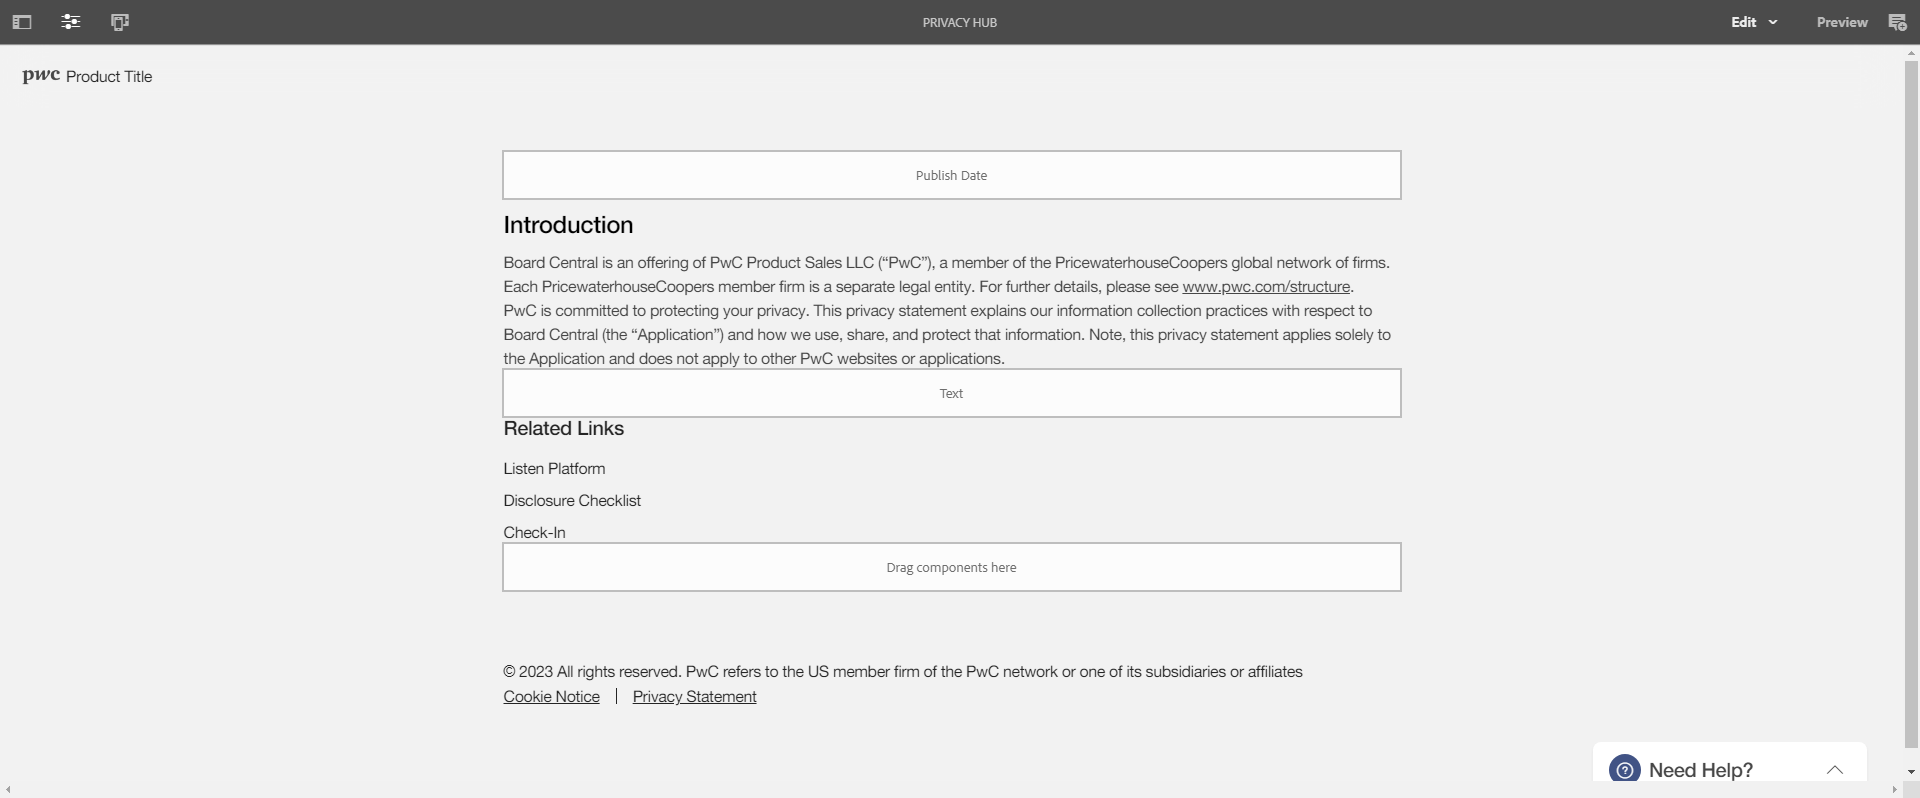 PRIVACY HUB
Edit
Preview
pwc Product Title
Publish Date
Introduction
Board Central is an offering of PwC Product Sales LLC (“PwC”), a member of the PricewaterhouseCoopers global network of firms.
Each PricewaterhouseCoopers member firm is a separate legal entity. For further details, please see www.pwc.com/structure.
PwC is committed to protecting your privacy. This privacy statement explains our information collection practices with respect to
Board Central (the “Application”) and how we use, share, and protect that information. Note, this privacy statement applies solely to
the Application and does not apply to other PwC websites or applications.
Text
Related Links
Listen Platform
Disclosure Checklist
Check-In
Drag components here
© 2023 All rights reserved. PwC refers to the US member firm of the PwC network or one of its subsidiaries or affiliates
Cookie Notice | Privacy Statement
Need Help?